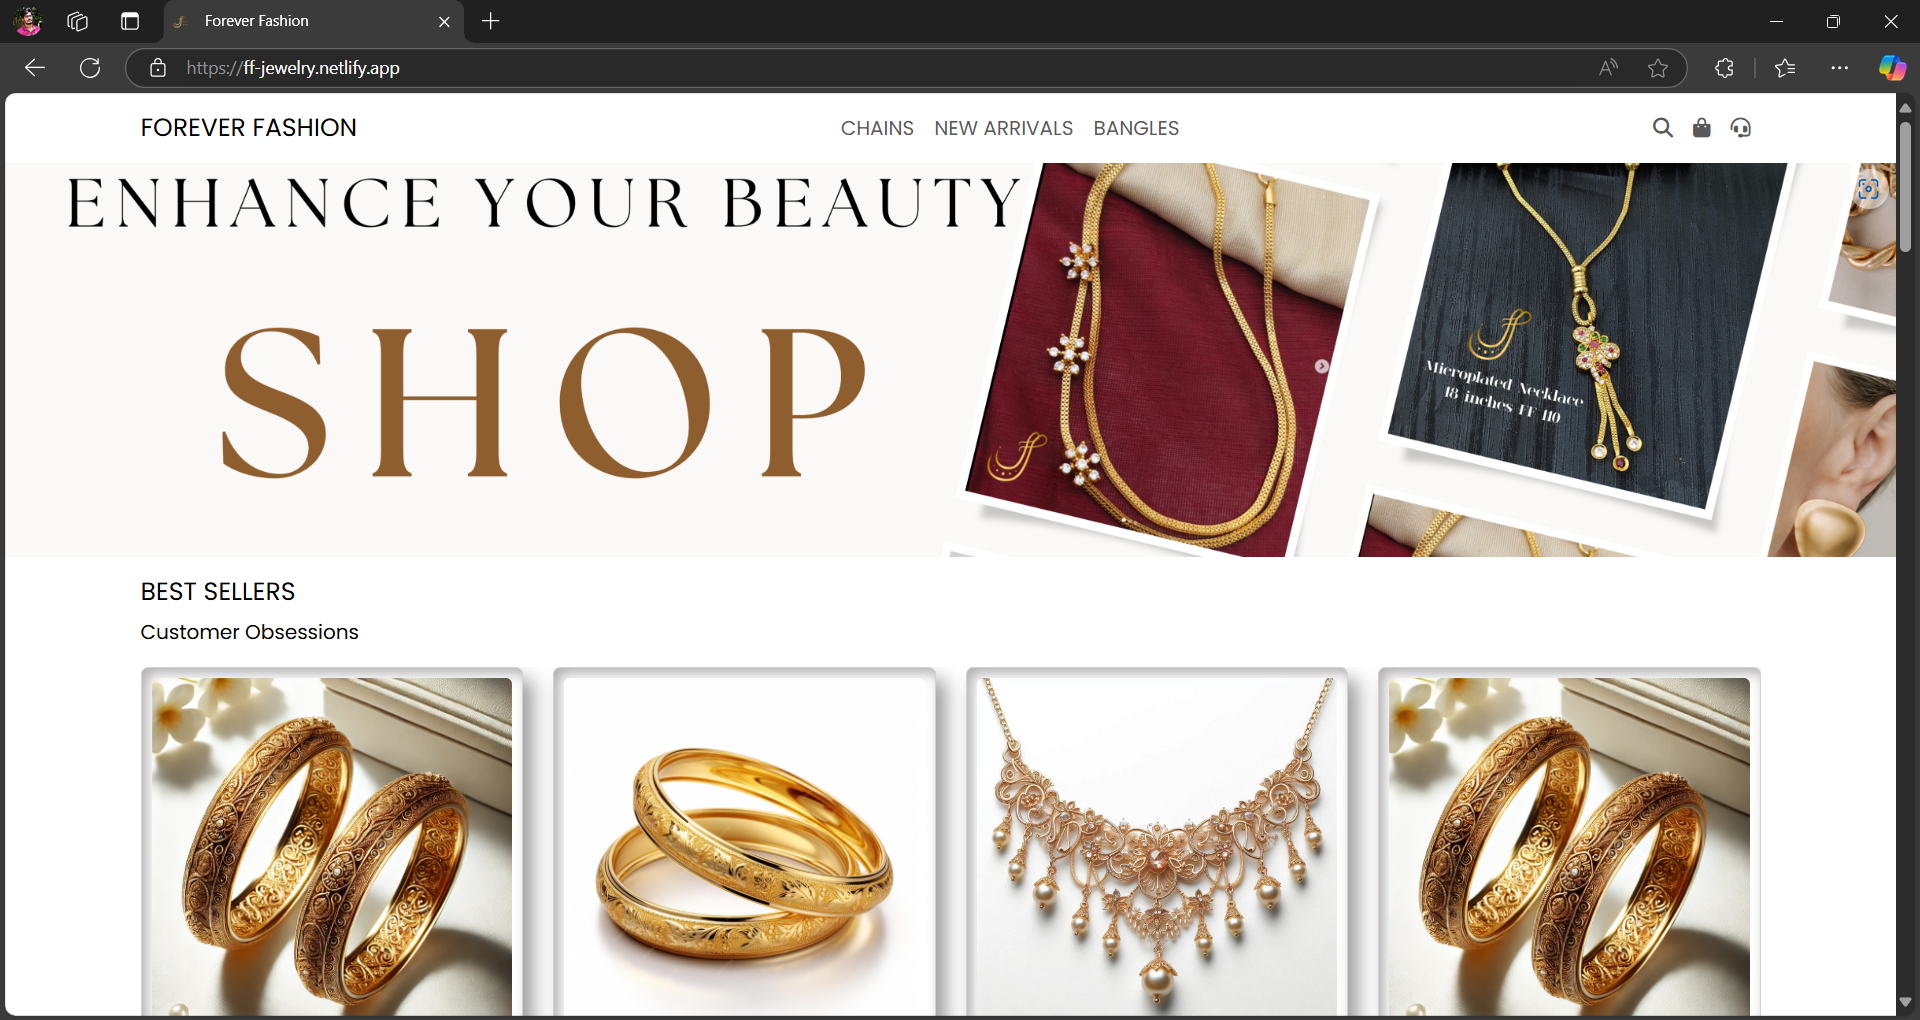 Forever Fashion
https://ff-jewelry.netlify.app
FOREVER FASHION
CHAINS NEW ARRIVALS BANGLES
ENHANCE YOUR BEAUTY
SHOP
Microplated Necklace
18 inches FF 110
BEST SELLERS
Customer Obsessions